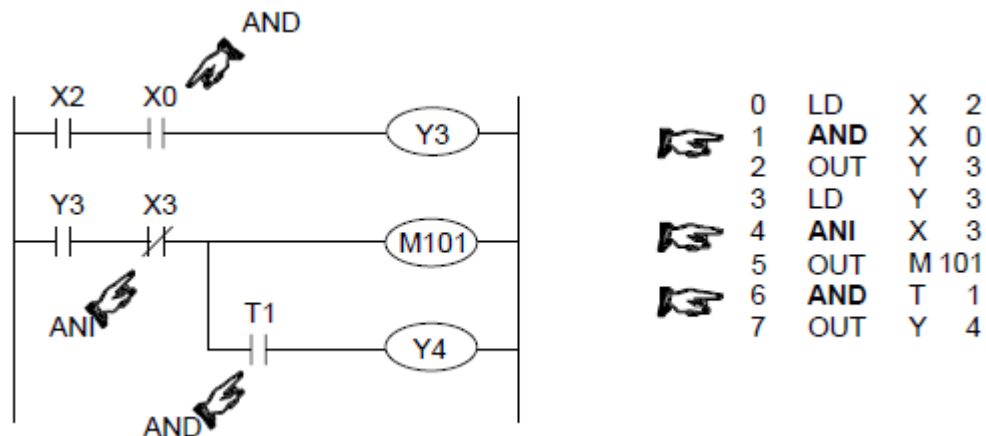 AND
X2 X0
Y3
Y3 X3
M101
ANI
T1
Y4
AND
0 LD X 2
1 AND X 0
2 OUT Y 3
3 LD Y 3
4 ANI X 3
5 OUT M 101
6 AND T 1
7 OUT Y 4